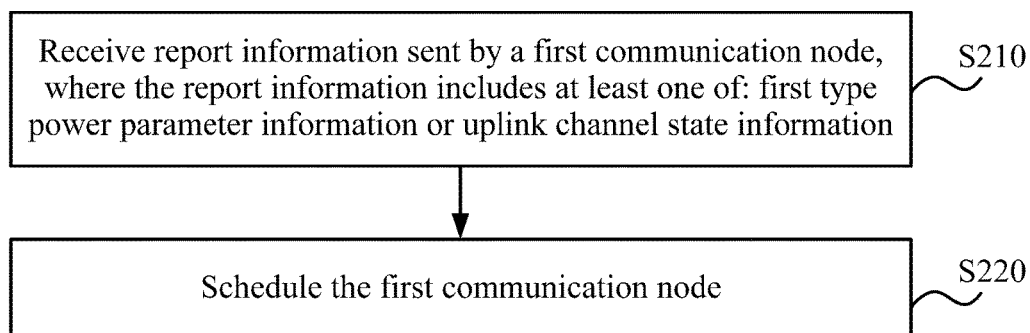 Receive report information sent by a first communication node,
where the report information includes at least one of: first type
power parameter information or uplink channel state information
S210
Schedule the first communication node
S220